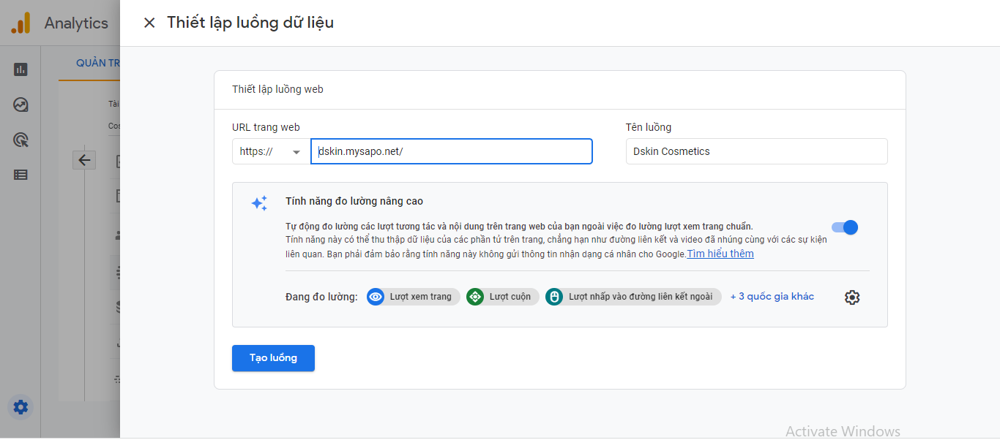 Analytics
Thiết lập luồng dữ liệu
QUẢN TR
Tài
Cos
Thiết lập luồng web
URL trang web
Tên luồng
https://
dskin.mysapo.net/
Dskin Cosmetics
Tính năng đo lường nâng cao
Tự động đo lường các lượt tương tác và nội dung trên trang web của bạn ngoài việc đo lường lượt xem trang chuẩn.
Tính năng này có thể thu thập dữ liệu của các phần tử trên trang, chẳng hạn như đường liên kết và video đã nhúng cùng với các sự kiện
liên quan. Bạn phải đảm bảo rằng tính năng này không gửi thông tin nhận dạng cá nhân cho Google.Tìm hiểu thêm
Đang đo lường: Lượt xem trang Lượt cuộn Lượt nhấp vào đường liên kết ngoài + 3 quốc gia khác
Tạo luồng
Activate Windows